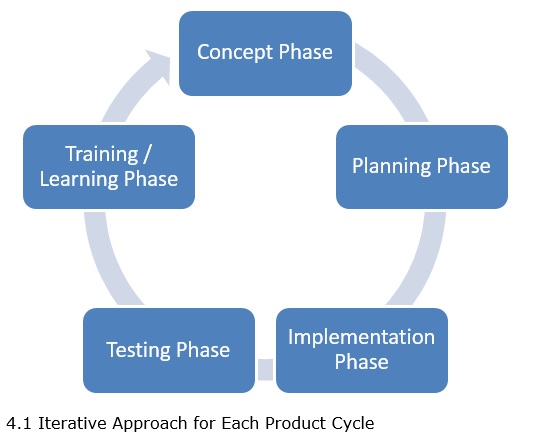 Concept Phase
Planning Phase
Implementation
Phase
Testing Phase
Training /
Learning Phase
4.1 Iterative Approach for Each Product Cycle